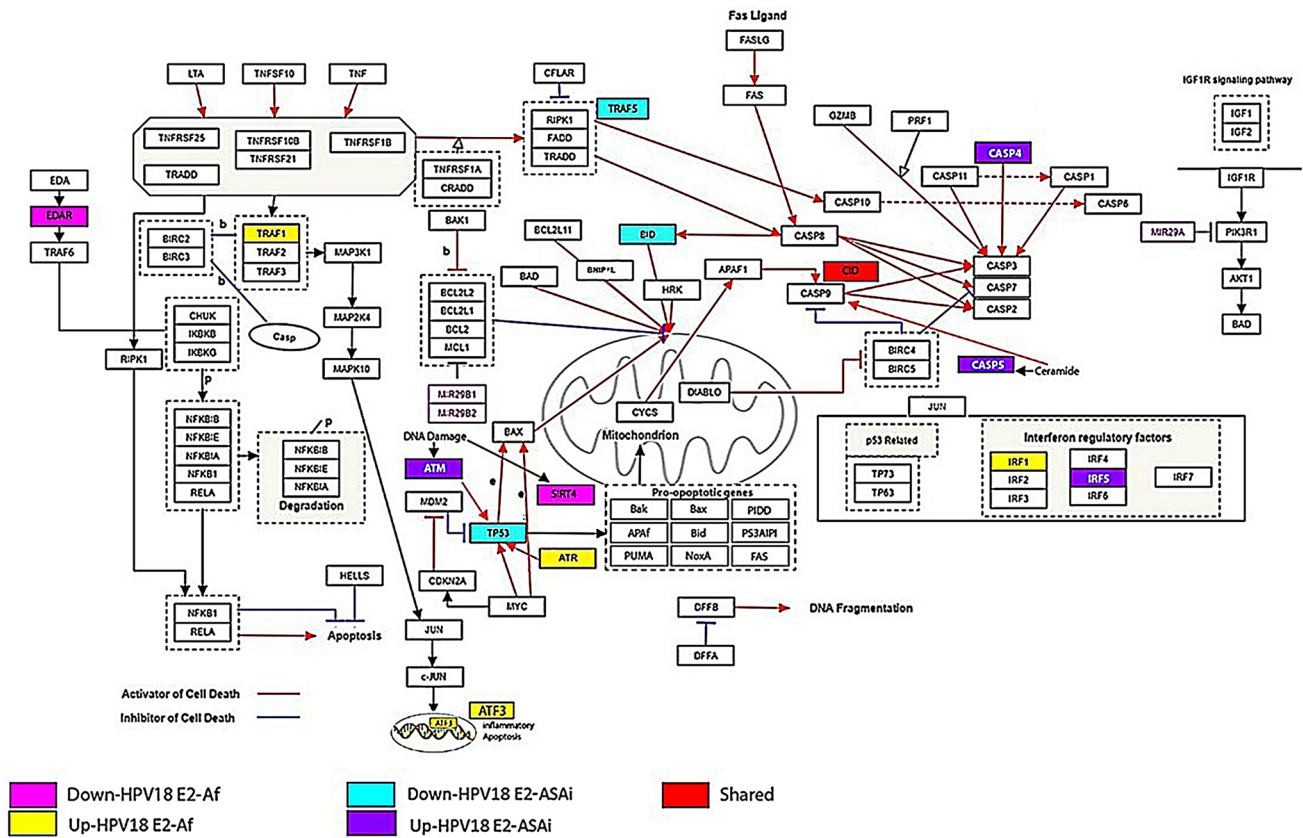 Fas Ligand
FASLG
LTA
TNFSF10
TNF
CFLAR
FAS
IGF1R signaling pathway
TNFRSF25
TNFRSF10B
TNFRSF21
TNFRSF1B
TRADD
RIPK1
FADD
TRADD
TRAF5
GZMB
PRF1
IGF1
IGF2
CASP4
TNFRSF1A
CRADD
CASP11
CASP1
IGF1R
EDA
EDAR
TRAF6
CASP10
CASP6
BAX1
b
BIRC2
BIRC3
b
TRAF1
TRAF2
TRAF3
MAP3K1
BCL2L11
BID
CASP8
MIR29A
PIK3R1
b
BAD
HRK
APAF1
CID
CASP9
CASP3
CASP7
CASP2
AKT1
BAD
BCL2L2
BCL2L1
BCL2
MCL1
CHUK
IKBKB
IKBKG
Casp
MAP2K4
RIPK1
MAPK10
BIRC4
BIRC5
CASP5
Ceramide
p
MIR29B1
MIR29B2
DIABLO
CYCS
Mitochondrion
JUN
NFKBIB
NFKBIE
NFKBIA
NFKB1
RELA
p
NFKBIB
NFKBIE
NFKBIA
Degradation
DNA Damage
BAX
ATM
SIRT4
p53 Related
TP73
TP63
Interferon regulatory factors
IRF1
IRF2
IRF3
IRF4
IRF5
IRF6
IRF7
e
e
MDM2
TP53
ATR
Pro-opoptotic genes
Bak
Bax
PIDD
APAf
Bid
PS3AIPI
PUMA
NoxA
FAS
HELLS
CDKN2A
MYC
NFKB1
RELA
Apoptosis
DFFB
DNA Fragmentation
DFFA
JUN
c-JUN
Activator of Cell Death
Inhibitor of Cell Death
ATF3
ATF3
inflammatory
Apoptosis
Down-HPV18 E2-Af
Down-HPV18 E2-ASAi
Shared
Up-HPV18 E2-Af
Up-HPV18 E2-ASAi